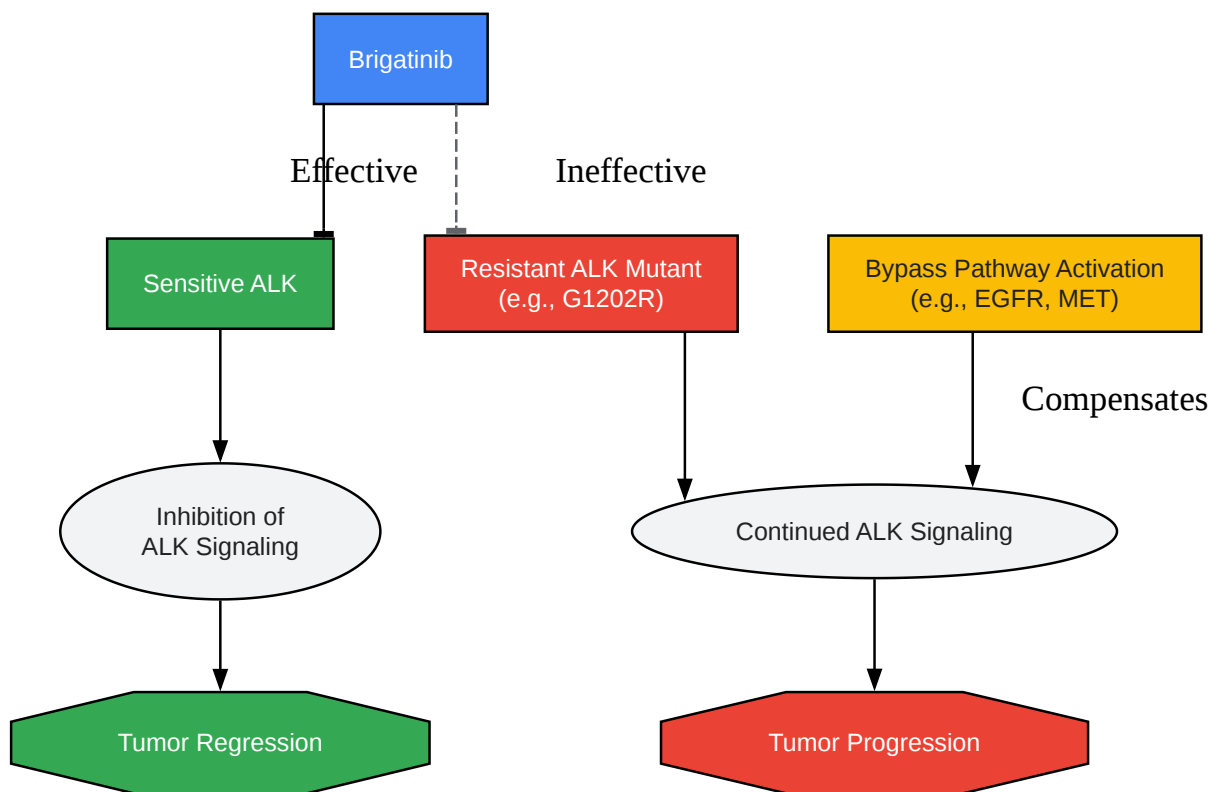 Brigatinib
Effective
Ineffective
Sensitive ALK
Resistant ALK Mutant
(e.g., G1202R)
Bypass Pathway Activation
(e.g., EGFR, MET)
Compensates
Inhibition of
ALK Signaling
Continued ALK Signaling
Tumor Regression
Tumor Progression